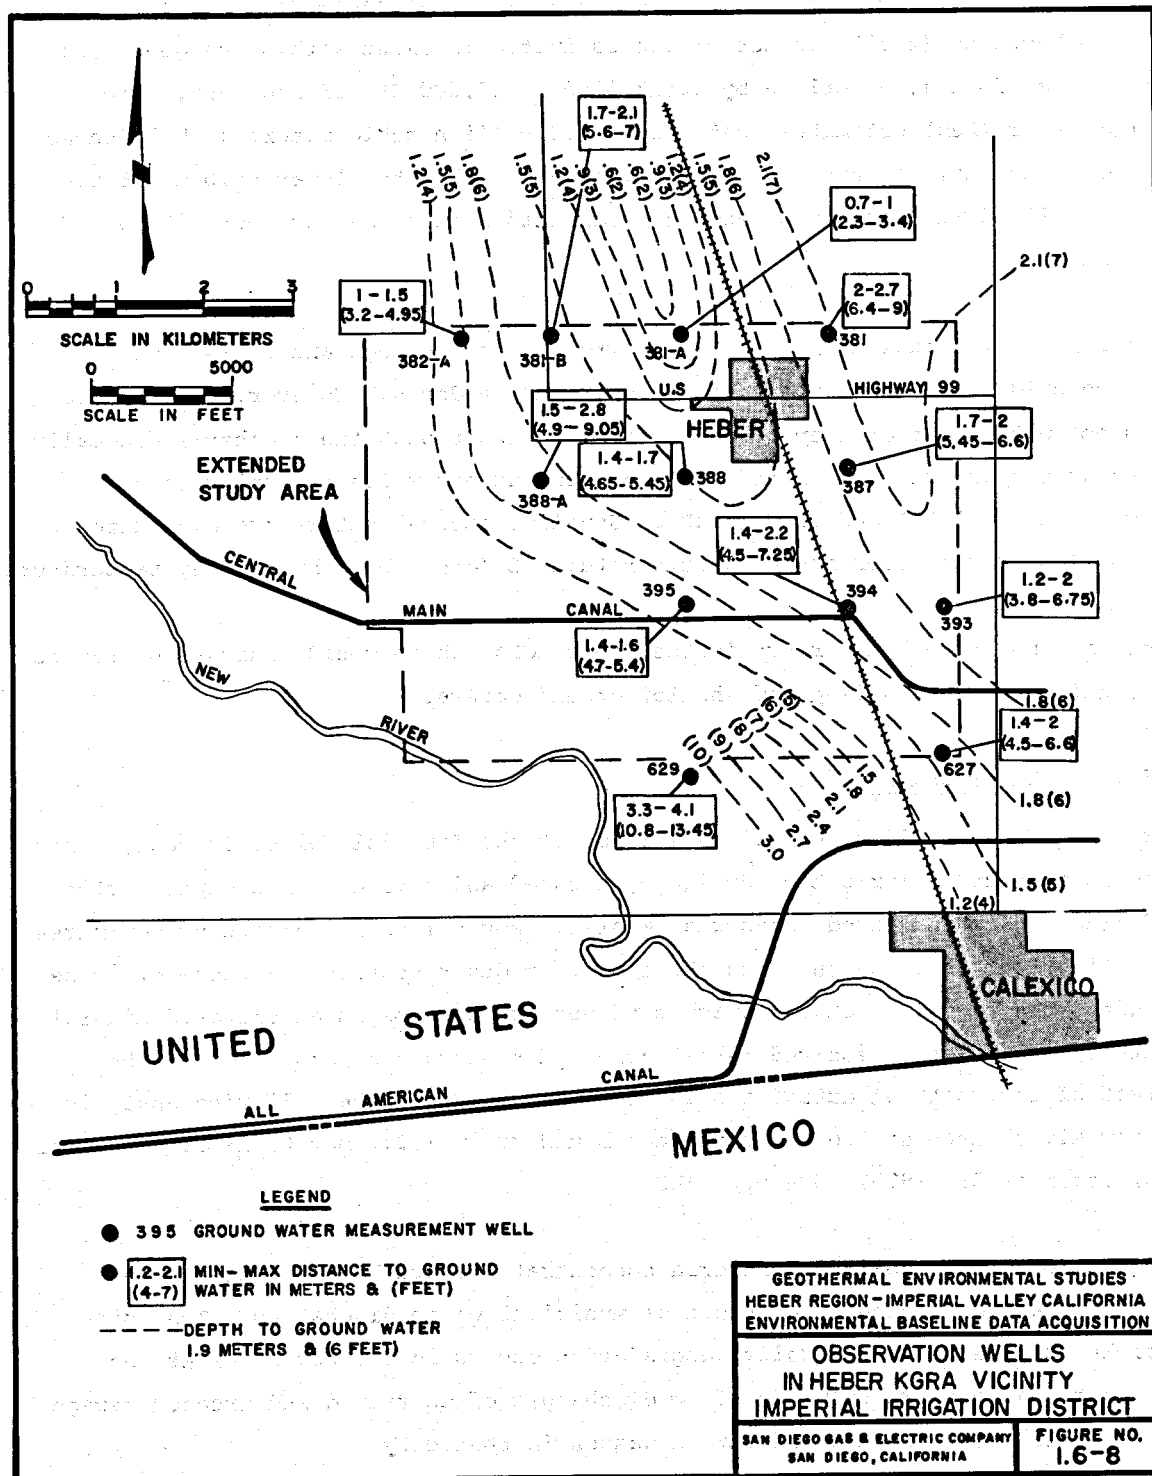 1.7-2.1
(5.6-7)
1.2(4)
1.5(5)
1.8(6)
1.5(5)
1.2(4)
.9(3)
.6(2)
.6(2)
.9(3)
1.2(4)
1.5(5)
1.8(6)
2.1(7)
0.7-1
(2.3-3.4)
2.1(7)
0 1 2 3
SCALE IN KILOMETERS
0 5000
SCALE IN FEET
1-1.5
(3.2-4.95)
2-2.7
(6.4-9)
382-A
381-B
381-A
381
U.S HIGHWAY 99
1.5-2.8
(4.9-9.05)
HEBER
1.7-2
(5.45-6.6)
1.4-1.7
(4.65-5.45)
EXTENDED
STUDY AREA
388-A
388
387
1.4-2.2
(4.5-7.25)
CENTRAL MAIN CANAL
395
394
1.2-2
(3.8-6.75)
393
1.4-1.6
(4.7-5.4)
NEW RIVER
1.8(6)
1.4-2
(4.5-6.6)
627
629
(10)
(9)
(8)
(7)
(6)
(5)
3.3-4.1
(10.8-13.45)
3.0
2.7
2.4
2.1
1.8
1.5
1.8(6)
1.5(5)
1.2(4)
CALEXICO
UNITED STATES
ALL AMERICAN CANAL
MEXICO
LEGEND
395 GROUND WATER MEASUREMENT WELL
1.2-2.1
(4-7)
MIN-MAX DISTANCE TO GROUND
WATER IN METERS & (FEET)
DEPTH TO GROUND WATER
1.9 METERS & (6 FEET)
GEOTHERMAL ENVIRONMENTAL STUDIES
HEBER REGION-IMPERIAL VALLEY CALIFORNIA
ENVIRONMENTAL BASELINE DATA ACQUISITION
OBSERVATION WELLS
IN HEBER KGRA VICINITY
IMPERIAL IRRIGATION DISTRICT
SAN DIEGO GAS & ELECTRIC COMPANY
SAN DIEGO, CALIFORNIA
FIGURE NO.
1.6-8